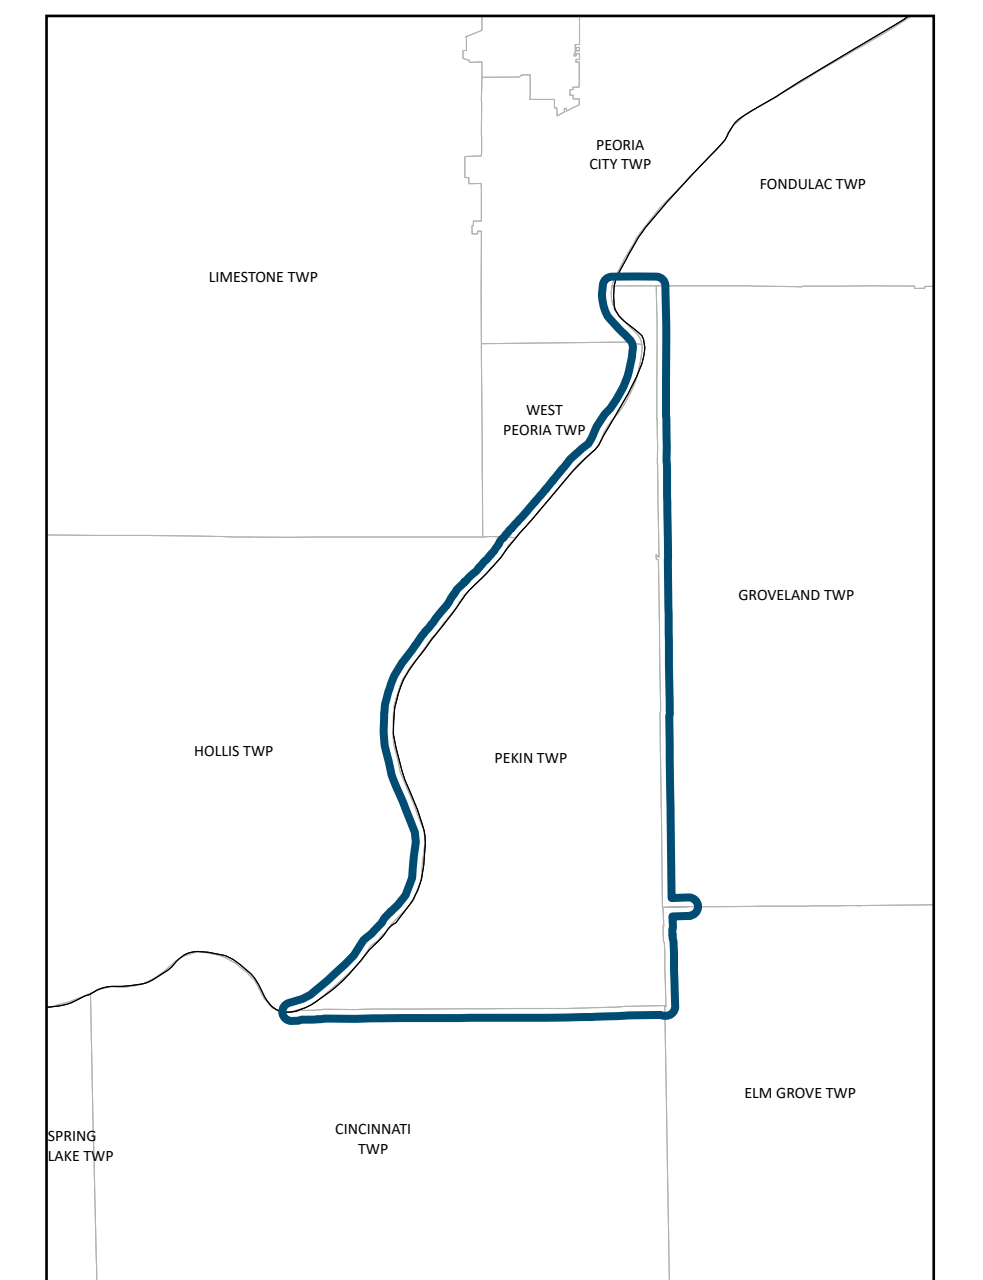 PEORIA
CITY TWP
FONDULAC TWP
LIMESTONE TWP
WEST
PEORIA TWP
GROVELAND TWP
HOLLIS TWP
PEKIN TWP
ELM GROVE TWP
CINCINNATI
TWP
SPRING
LAKE TWP